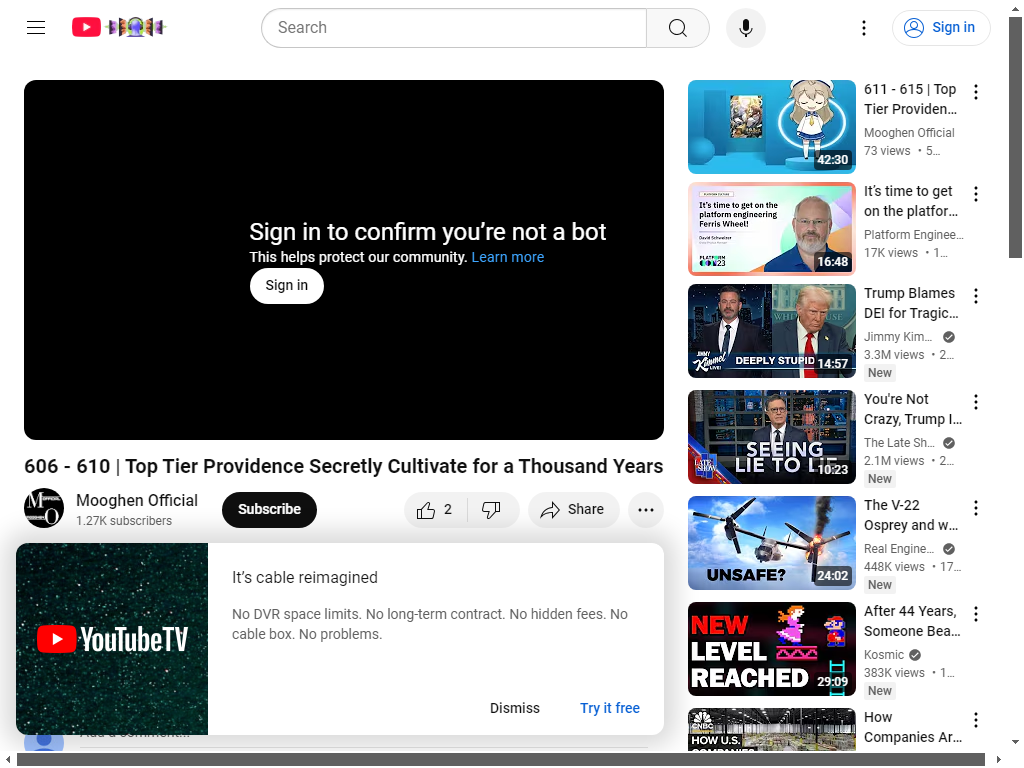 Search
Sign in
Sign in to confirm you're not a bot
This helps protect our community. Learn more
Sign in
606 - 610 | Top Tier Providence Secretly Cultivate for a Thousand Years
Mooghen Official
1.27K subscribers
Subscribe
2
Share
It's cable reimagined
No DVR space limits. No long-term contract. No hidden fees. No
cable box. No problems.
YouTubeTV
Dismiss
Try it free
611 - 615 | Top
Tier Providen...
Mooghen Official
73 views • 5...
42:30
It's time to get on the
platform engineering
Ferris Wheel!
David Schweizer
PLATFORM
CON23
16:48
It's time to get
on the platfor...
Platform Enginee...
17K views • 1...
JIMMY
Kimmel
LIVE!
DEEPLY STUPID
14:57
Trump Blames
DEI for Tragic...
Jimmy Kim...
3.3M views • 2...
New
LATE
SHOW
SEEING
LIE TO LIE
10:23
You're Not
Crazy, Trump I...
The Late Sh...
2.1M views • 2...
New
UNSAFE?
24:02
The V-22
Osprey and w...
Real Engine...
448K views • 17...
New
NEW
LEVEL
REACHED
29:09
After 44 Years,
Someone Bea...
Kosmic
383K views • 1...
New
CNBC
HOW U.S.
How
Companies Ar...